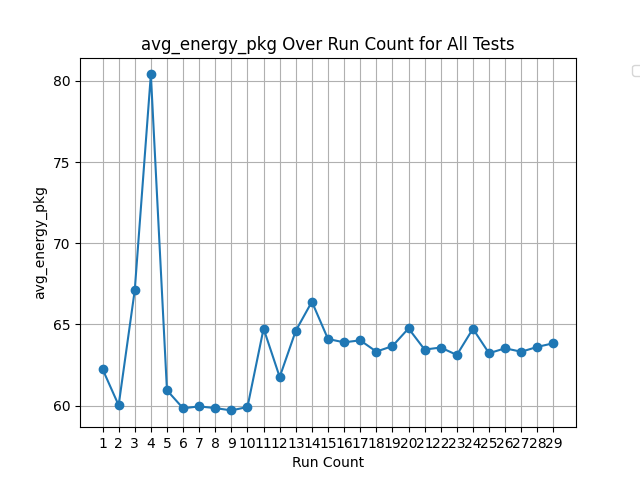 avg_energy_pkg Over Run Count for All Tests
80
75
70
65
60
avg_energy_pkg
1 2 3 4 5 6 7 8 9 10 11 12 13 14 15 16 17 18 19 20 21 22 23 24 25 26 27 28 29
Run Count